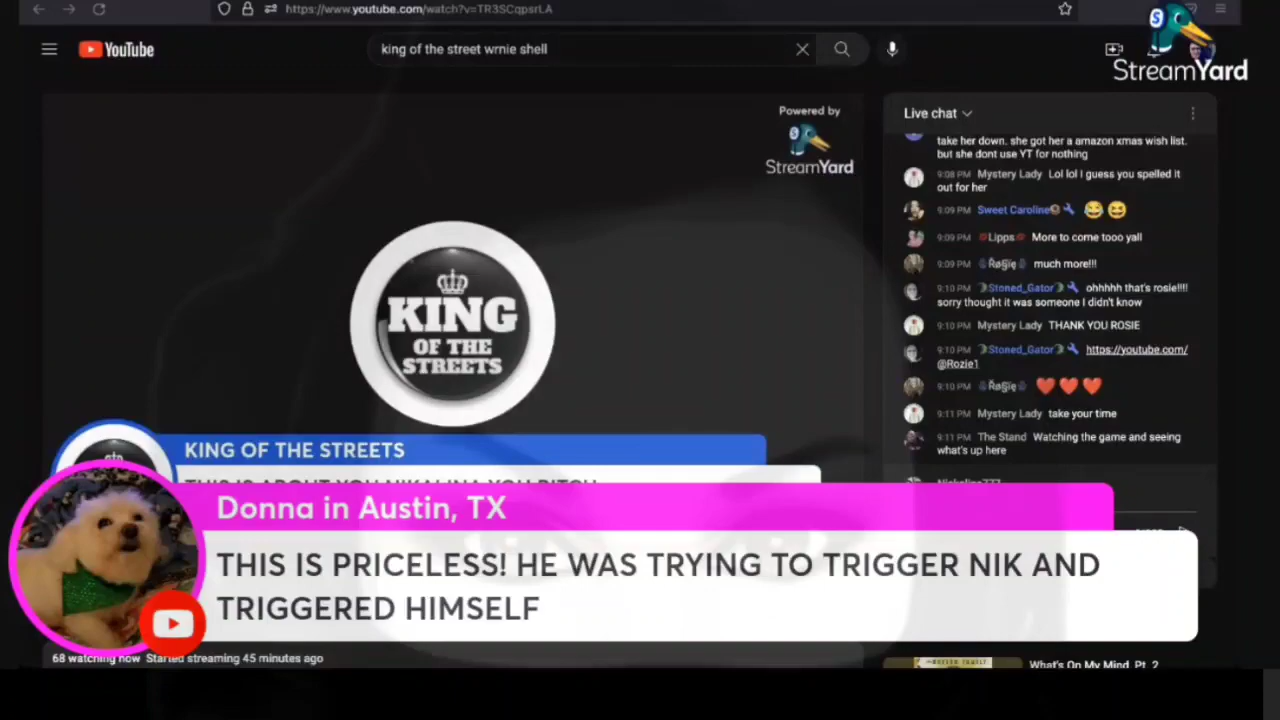 https://www.youtube.com/watch?v=TR3SCqpsrLA
YouTube
king of the street wrnie shell
StreamYard
Powered by
StreamYard
KING
OF THE
STREETS
Live chat
take her down. she got her a amazon xmas wish list.
but she dont use YT for nothing
9:08 PM Mystery Lady Lol lol I guess you spelled it
out for her
9:09 PM Sweet Caroline
9:09 PM Lipps More to come tooo yall
much more!!!
9:10 PM Stoned_Gator ohhhhh that's rosie!!!!
sorry thought it was someone I didn't know
9:10 PM Mystery Lady THANK YOU ROSIE
9:10 PM Stoned_Gator https://youtube.com/
@Rozie1
9:10 PM
9:11 PM Mystery Lady take your time
9:11 PM The Stand Watching the game and seeing
what's up here
KING OF THE STREETS
THIS IS ABOUT YOU NIKALINA YOU BITCH
Donna in Austin, TX
THIS IS PRICELESS! HE WAS TRYING TO TRIGGER NIK AND
TRIGGERED HIMSELF
68 watching now Started streaming 45 minutes ago
What's On My Mind, Pt. 2